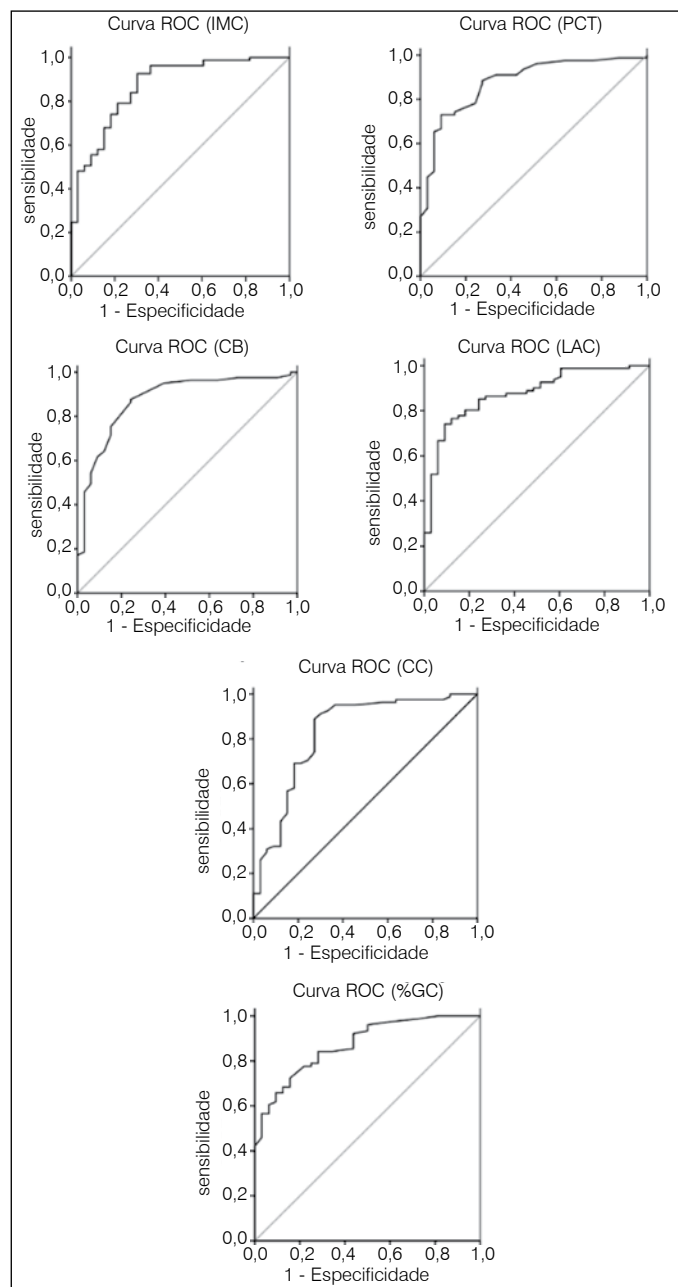 Curva ROC (IMC)
1,0
0,8
0,6
0,4
0,2
0,0
sensibilidade
0,0 0,2 0,4 0,6 0,8 1,0
1 - Especificidade
Curva ROC (PCT)
1,0
0,8
0,6
0,4
0,2
0,0
sensibilidade
0,0 0,2 0,4 0,6 0,8 1,0
1 - Especificidade
Curva ROC (CB)
1,0
0,8
0,6
0,4
0,2
0,0
sensibilidade
0,0 0,2 0,4 0,6 0,8 1,0
1 - Especificidade
Curva ROC (LAC)
1,0
0,8
0,6
0,4
0,2
0,0
sensibilidade
0,0 0,2 0,4 0,6 0,8 1,0
1 - Especificidade
Curva ROC (CC)
1,0
0,8
0,6
0,4
0,2
0,0
sensibilidade
0,0 0,2 0,4 0,6 0,8 1,0
1 - Especificidade
Curva ROC (%GC)
1,0
0,8
0,6
0,4
0,2
0,0
sensibilidade
0,0 0,2 0,4 0,6 0,8 1,0
1 - Especificidade